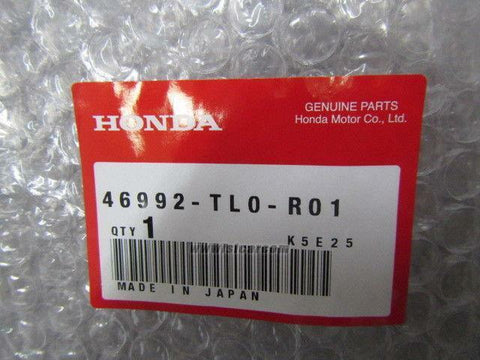 GENUINE PARTS
HONDA
Honda Motor Co., Ltd.
46992-TL0-R01
QTY 1
K5E25
MADE IN JAPAN